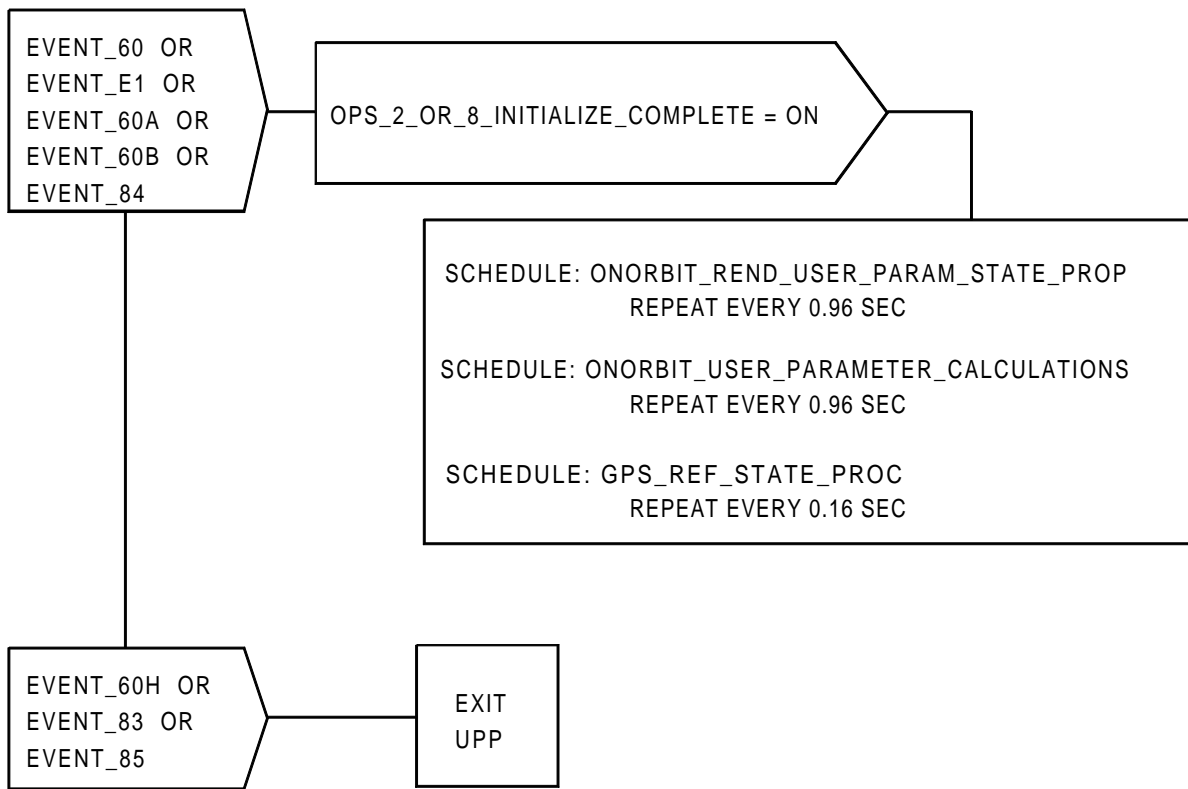 EVENT_60 OR
EVENT_E1 OR
EVENT_60A OR
EVENT_60B OR
EVENT_84
OPS_2_OR_8_INITIALIZE_COMPLETE = ON
SCHEDULE: ONORBIT_REND_USER_PARAM_STATE_PROP
REPEAT EVERY 0.96 SEC
SCHEDULE: ONORBIT_USER_PARAMETER_CALCULATIONS
REPEAT EVERY 0.96 SEC
SCHEDULE: GPS_REF_STATE_PROC
REPEAT EVERY 0.16 SEC
EVENT_60H OR
EVENT_83 OR
EVENT_85
EXIT
UPP